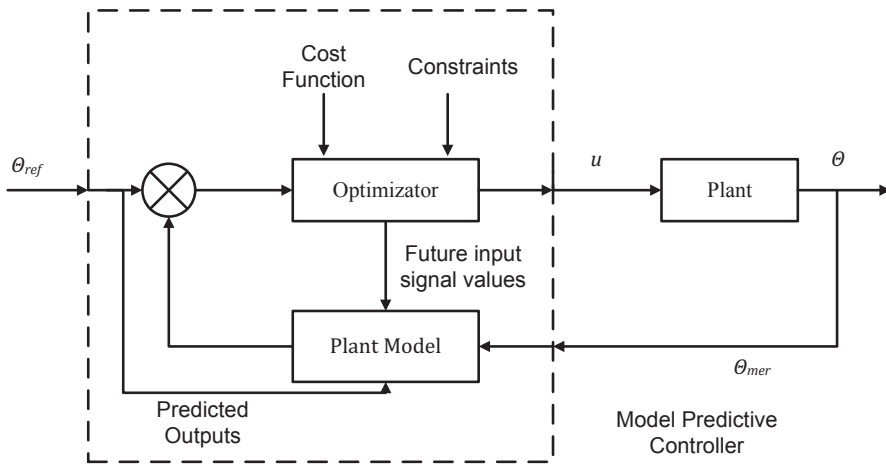 Cost
Function
Constraints
Θref
Optimizator
u
Plant
Θ
Future input
signal values
Plant Model
Θmer
Predicted
Outputs
Model Predictive
Controller